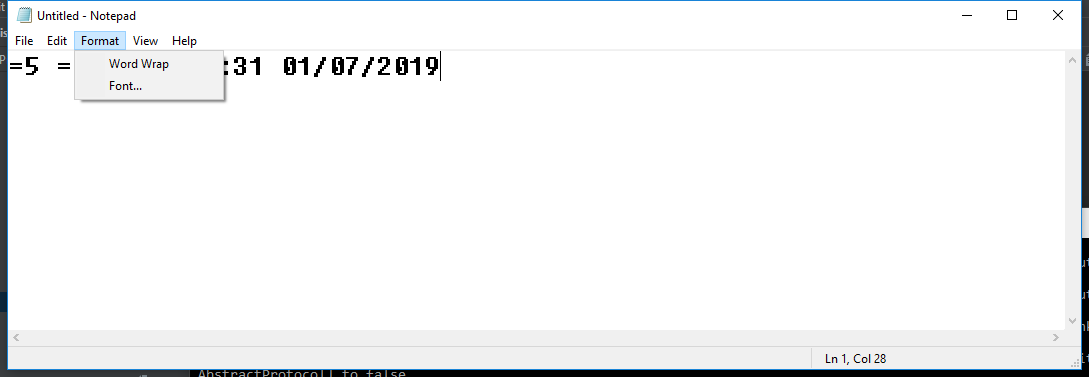 Untitled - Notepad
File Edit Format View Help
=5 = :31 01/07/2019
Word Wrap
Font...
Ln 1, Col 28
AbstractProtocol] to false